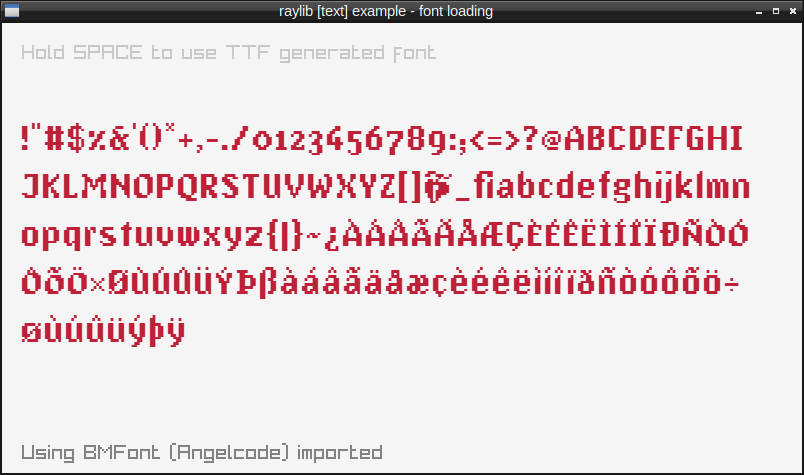 raylib [text] example - font loading
Hold SPACE to use TTF generated font
!"#$%&'()*+,-./0123456789:;<=>?@ABCDEFGHI
JKLMNOPQRSTUVWXYZ[]_fiabcdefghijklmn
opqrstuvwxyz{|}~¿ÀÁÂÃÄÅÆÇÈÉÊËÌÍÎÏÐÑÒÓ
ÔÕÖ×ØÙÚÛÜÝÞßàáâãäåæçèéêëìíîïðñòóôõö÷
øùúûüýþÿ
Using BMFont (Angelcode) imported